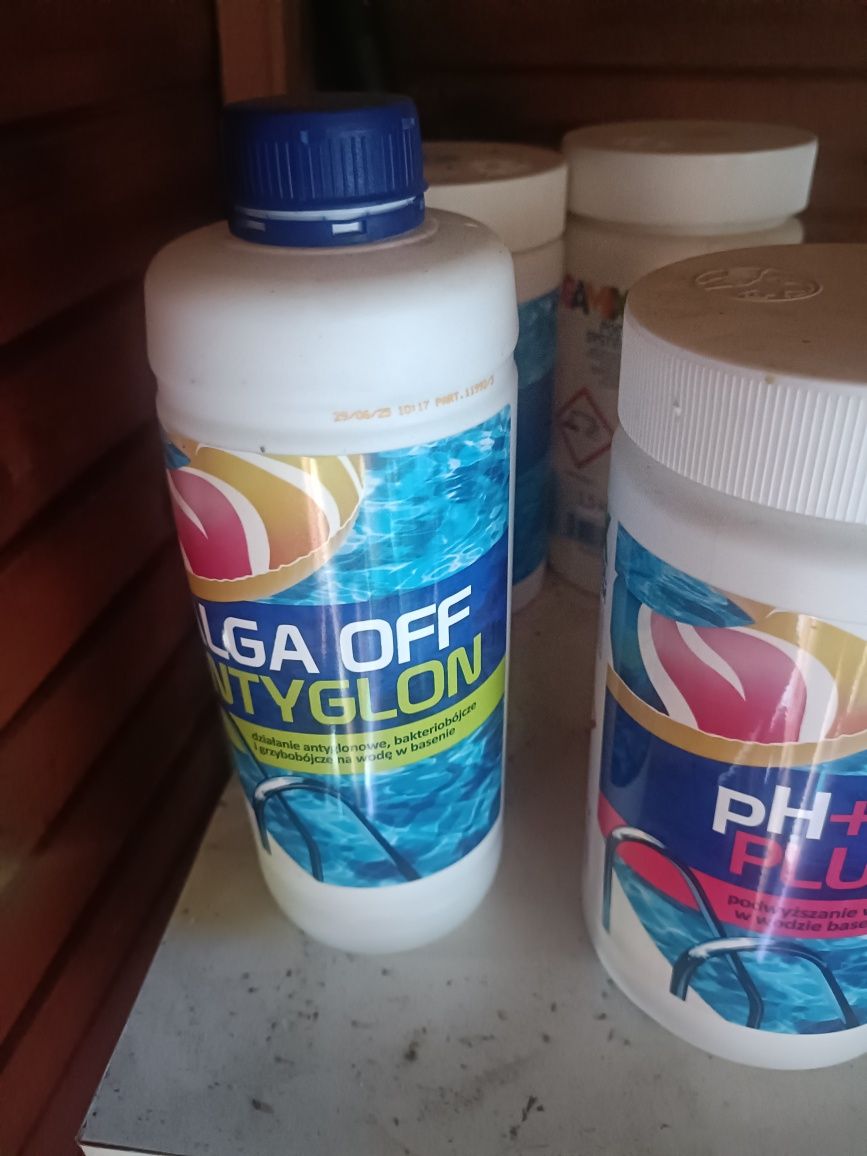 29/06/25 10:17 PART.11992/3
LGA OFF
NTYGLON
działanie antyglonowe, bakteriobójcze
i grzybobójcze na wodę w basenie
pH+
PLU
podwyższanie
w wodzie base